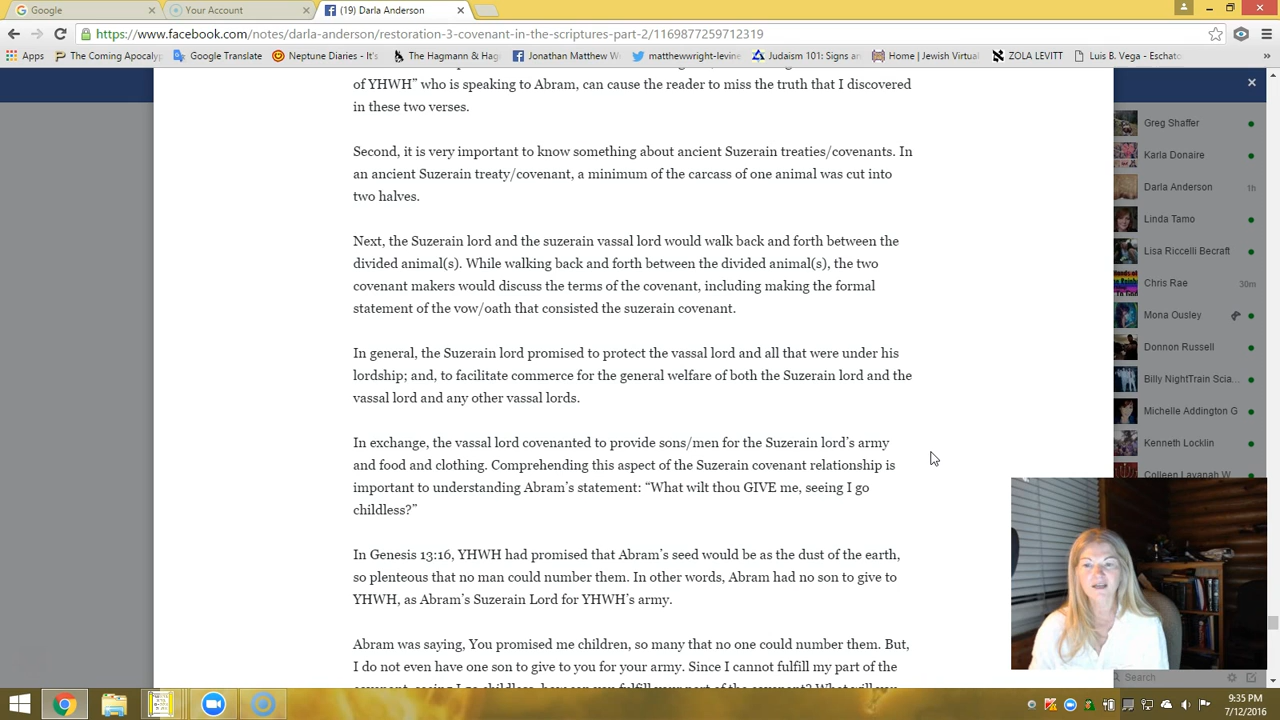 Google
Your Account
(19) Darla Anderson
https://www.facebook.com/notes/darla-anderson/restoration-3-covenant-in-the-scriptures-part-2/1169877259712319
Apps
The Coming Apocalyp
Google Translate
Neptune Diaries - It's
The Hagmann & Hag
Jonathan Matthew W
matthewwright-levine
Judaism 101: Signs an
Home | Jewish Virtual
ZOLA LEVITT
Luis B. Vega - Eschato
of YHWH" who is speaking to Abram, can cause the reader to miss the truth that I discovered
in these two verses.
Second, it is very important to know something about ancient Suzerain treaties/covenants. In
an ancient Suzerain treaty/covenant, a minimum of the carcass of one animal was cut into
two halves.
Next, the Suzerain lord and the suzerain vassal lord would walk back and forth between the
divided animal(s). While walking back and forth between the divided animal(s), the two
covenant makers would discuss the terms of the covenant, including making the formal
statement of the vow/oath that consisted the suzerain covenant.
In general, the Suzerain lord promised to protect the vassal lord and all that were under his
lordship; and, to facilitate commerce for the general welfare of both the Suzerain lord and the
vassal lord and any other vassal lords.
In exchange, the vassal lord covenanted to provide sons/men for the Suzerain lord's army
and food and clothing. Comprehending this aspect of the Suzerain covenant relationship is
important to understanding Abram's statement: "What wilt thou GIVE me, seeing I go
childless?"
In Genesis 13:16, YHWH had promised that Abram's seed would be as the dust of the earth,
so plenteous that no man could number them. In other words, Abram had no son to give to
YHWH, as Abram's Suzerain Lord for YHWH's army.
Abram was saying, You promised me children, so many that no one could number them. But,
I do not even have one son to give to you for your army. Since I cannot fulfill my part of the
Greg Shaffer
Karla Donaire
Darla Anderson 1h
Linda Tamo
Lisa Riccelli Becraft
Chris Rae 30m
Mona Ousley
Donnon Russell
Billy NightTrain Scia...
Michelle Addington G
Kenneth Locklin
Colleen Lavanah W
Search
9:35 PM
7/12/2016